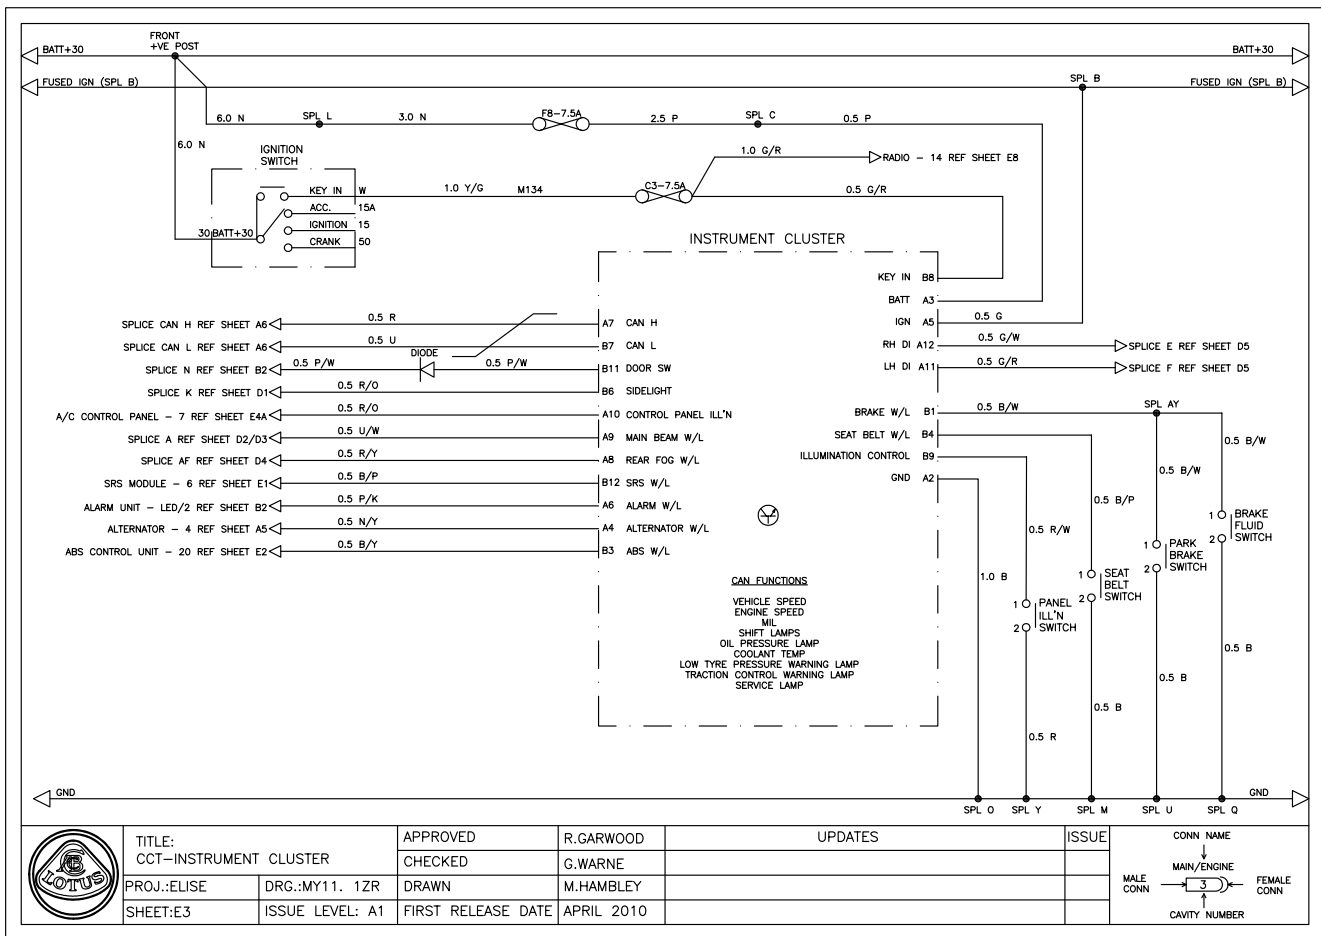 FRONT
+VE POST
BATT+30
BATT+30
FUSED IGN (SPL B)
SPL B
FUSED IGN (SPL B)
6.0 N
SPL L
3.0 N
F8-7.5A
2.5 P
SPL C
0.5 P
6.0 N
IGNITION
SWITCH
1.0 G/R
RADIO - 14 REF SHEET E8
KEY IN W
1.0 Y/G
M134
C3-7.5A
0.5 G/R
ACC. 15A
IGNITION 15
30 BATT+30
CRANK 50
INSTRUMENT CLUSTER
KEY IN B8
BATT A3
SPLICE CAN H REF SHEET A6
0.5 R
A7 CAN H
IGN A5
0.5 G
SPLICE CAN L REF SHEET A6
0.5 U
B7 CAN L
RH DI A12
0.5 G/W
SPLICE E REF SHEET D5
DIODE
SPLICE N REF SHEET B2
0.5 P/W
0.5 P/W
B11 DOOR SW
LH DI A11
0.5 G/R
SPLICE F REF SHEET D5
SPLICE K REF SHEET D1
0.5 R/O
B6 SIDELIGHT
A/C CONTROL PANEL - 7 REF SHEET E4A
0.5 R/O
A10 CONTROL PANEL ILL'N
BRAKE W/L B1
0.5 B/W
SPL AY
SPLICE A REF SHEET D2/D3
0.5 U/W
A9 MAIN BEAM W/L
SEAT BELT W/L B4
0.5 B/W
SPLICE AF REF SHEET D4
0.5 R/Y
A8 REAR FOG W/L
ILLUMINATION CONTROL B9
0.5 B/W
SRS MODULE - 6 REF SHEET E1
0.5 B/P
B12 SRS W/L
GND A2
0.5 B/P
ALARM UNIT - LED/2 REF SHEET B2
0.5 P/K
A6 ALARM W/L
ALTERNATOR - 4 REF SHEET A5
0.5 N/Y
A4 ALTERNATOR W/L
0.5 R/W
1
2
BRAKE
FLUID
SWITCH
ABS CONTROL UNIT - 20 REF SHEET E2
0.5 B/Y
B3 ABS W/L
1
2
PARK
BRAKE
SWITCH
1.0 B
1
2
SEAT
BELT
SWITCH
1
2
PANEL
ILL'N
SWITCH
CAN FUNCTIONS
VEHICLE SPEED
ENGINE SPEED
MIL
SHIFT LAMPS
OIL PRESSURE LAMP
COOLANT TEMP
LOW TYRE PRESSURE WARNING LAMP
TRACTION CONTROL WARNING LAMP
SERVICE LAMP
0.5 B
0.5 B
0.5 B
0.5 R
GND
GND
SPL O
SPL Y
SPL M
SPL U
SPL Q
LOTUS
TITLE:
CCT-INSTRUMENT CLUSTER
APPROVED
R.GARWOOD
UPDATES
ISSUE
CHECKED
G.WARNE
PROJ.:ELISE
DRG.:MY11. 1ZR
DRAWN
M.HAMBLEY
SHEET:E3
ISSUE LEVEL: A1
FIRST RELEASE DATE
APRIL 2010
CONN NAME
MAIN/ENGINE
MALE
CONN
3
FEMALE
CONN
CAVITY NUMBER